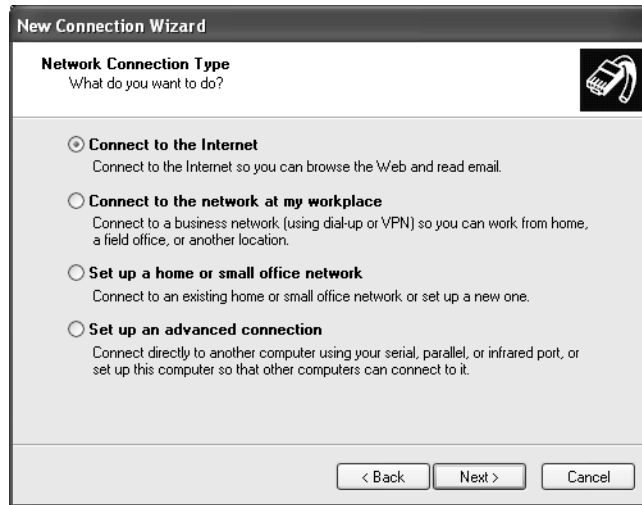 New Connection Wizard
Network Connection Type
What do you want to do?
Connect to the Internet
Connect to the Internet so you can browse the Web and read email.
Connect to the network at my workplace
Connect to a business network (using dial-up or VPN) so you can work from home,
a field office, or another location.
Set up a home or small office network
Connect to an existing home or small office network or set up a new one.
Set up an advanced connection
Connect directly to another computer using your serial, parallel, or infrared port, or
set up this computer so that other computers can connect to it.
< Back Next > Cancel